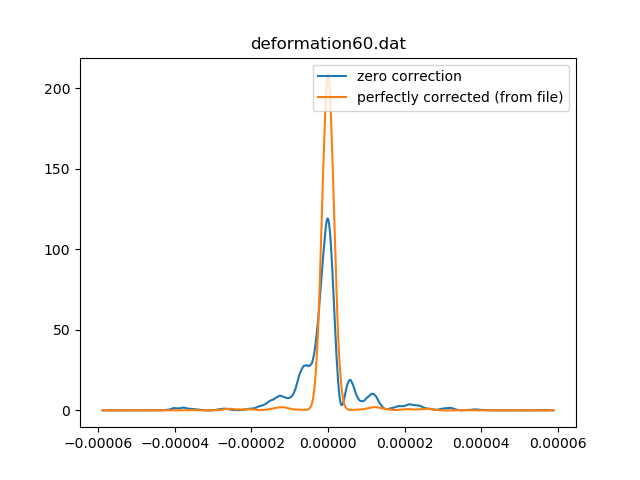 deformation60.dat
zero correction
perfectly corrected (from file)
200
150
100
50
0
−0.00006 −0.00004 −0.00002 0.00000 0.00002 0.00004 0.00006